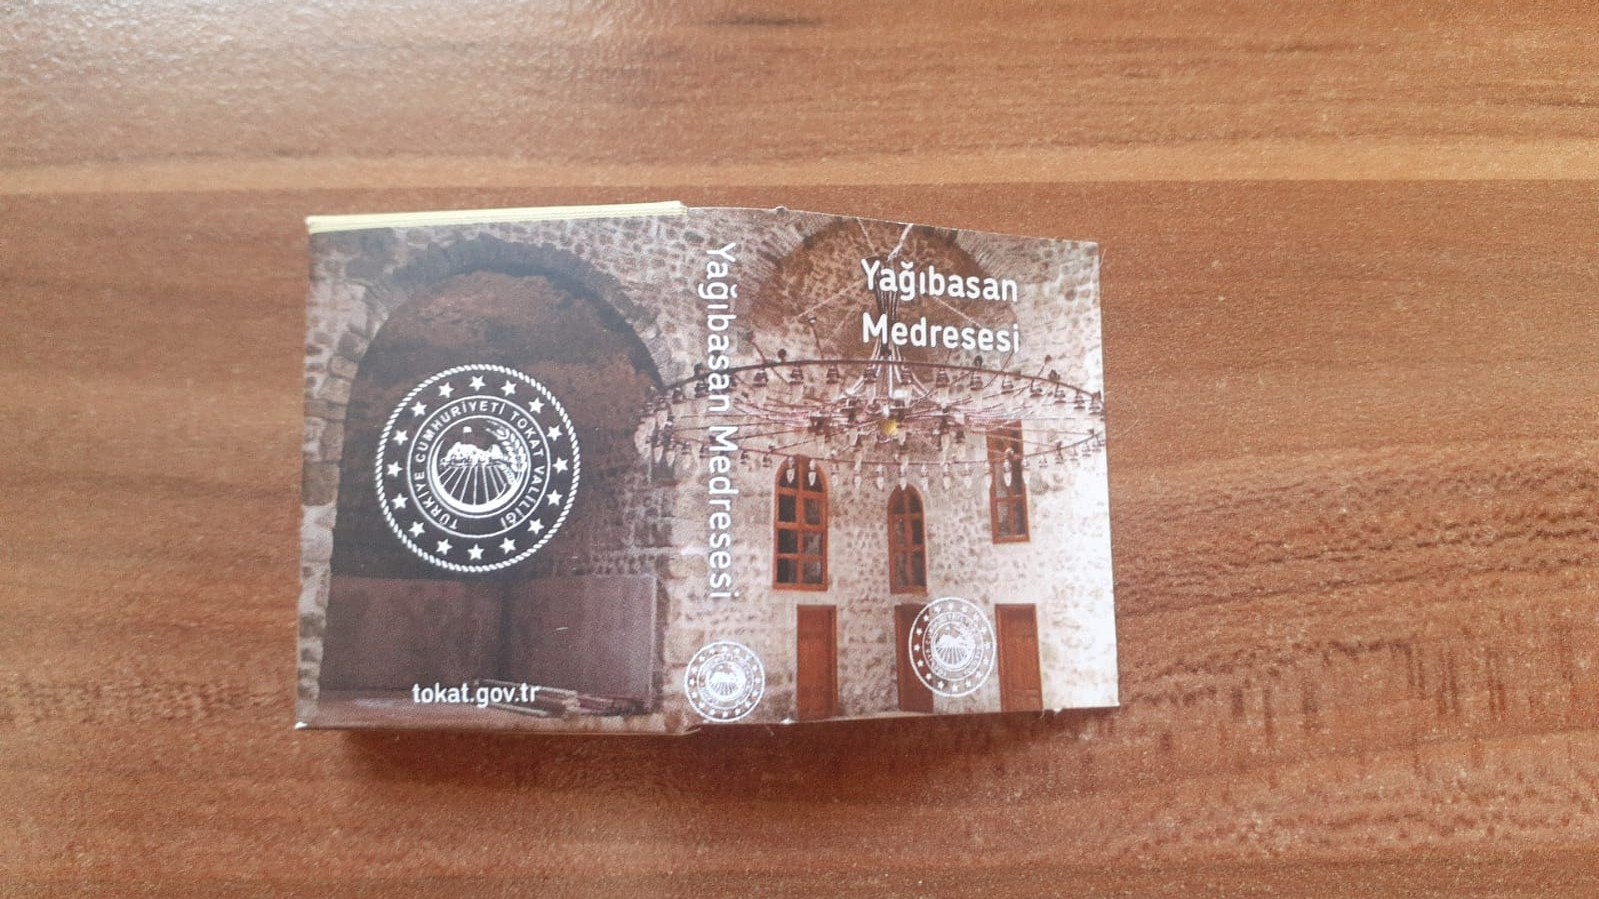 TÜRKİYE CUMHURİYETİ TOKAT VALİLİĞİ
tokat.gov.tr
Yağıbasan Medresesi
Yağıbasan
Medresesi